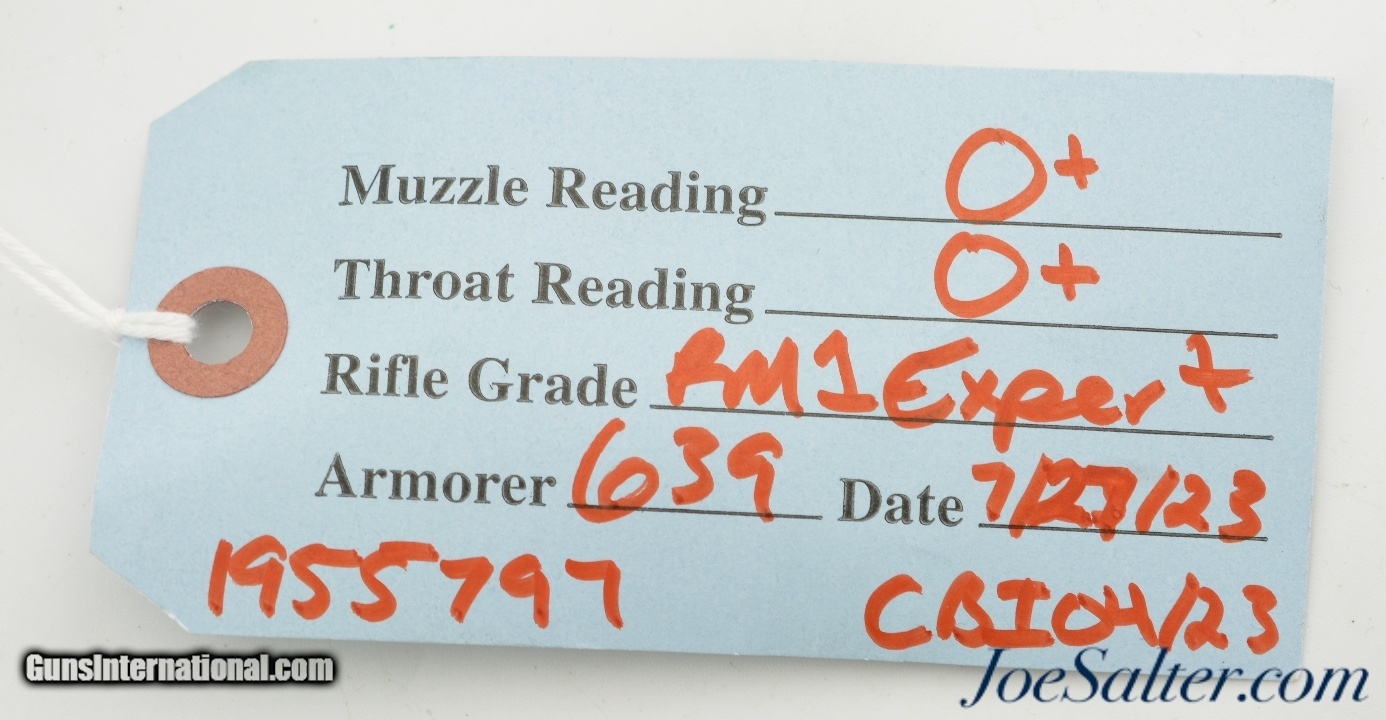 Muzzle Reading 0+
Throat Reading 0+
Rifle Grade RM1 Expert
Armorer 639 Date 7/27/23
1955797 CBI04/23
GunsInternational.com
JoeSalter.com